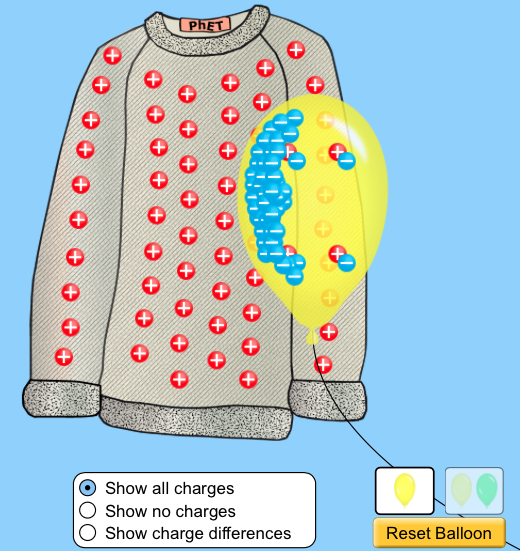 PhET
Show all charges
Show no charges
Show charge differences
Reset Balloon